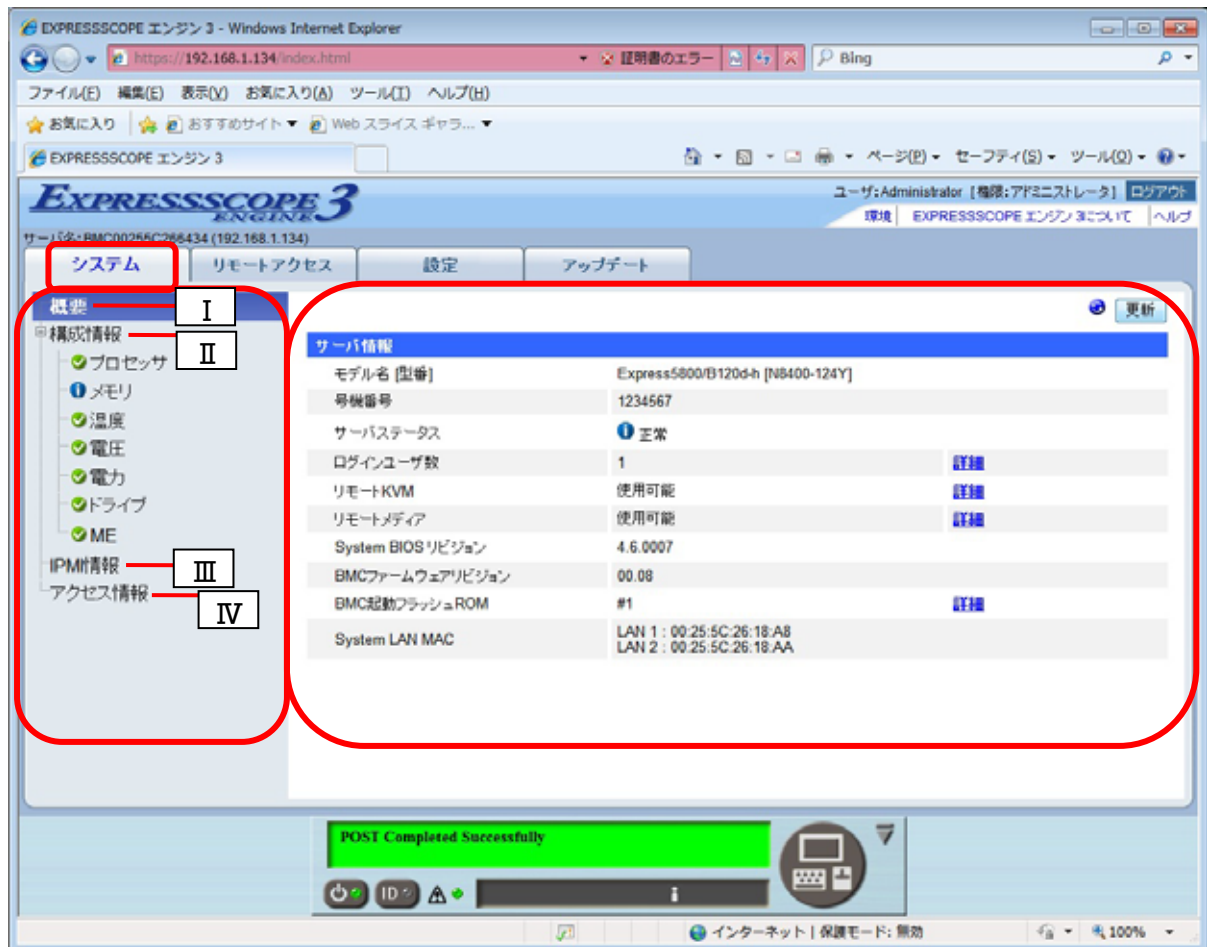 EXPRESSSCOPE エンジン 3 - Windows Internet Explorer
https://192.168.1.134/index.html
証明書のエラー
Bing
ファイル(F) 編集(E) 表示(V) お気に入り(A) ツール(T) ヘルプ(H)
お気に入り おすすめサイト ▼ Web スライス ギャラ... ▼
EXPRESSSCOPE エンジン 3
ページ(P) セーフティ(S) ツール(O)
EXPRESSSCOPE ENGINE 3
ユーザ:Administrator [権限:アドミニストレータ] ログアウト
環境 EXPRESSSCOPE エンジン 3について ヘルプ
サーバ名:BMC00255C266434 (192.168.1.134)
システム リモートアクセス 設定 アップデート
概要
I
構成情報
II
プロセッサ
メモリ
温度
電圧
電力
ドライブ
ME
IPMI情報
III
アクセス情報
IV
更新
サーバ情報
モデル名 [型番] Express5800/B120d-h [N8400-124Y]
号機番号 1234567
サーバステータス 正常
ログインユーザ数 1 詳細
リモートKVM 使用可能 詳細
リモートメディア 使用可能 詳細
System BIOS リビジョン 4.6.0007
BMCファームウェアリビジョン 00.08
BMC起動フラッシュROM #1 詳細
System LAN MAC LAN 1 : 00:25:5C:26:18:A8
LAN 2 : 00:25:5C:26:18:AA
POST Completed Successfully
ID
インターネット | 保護モード: 無効
100%